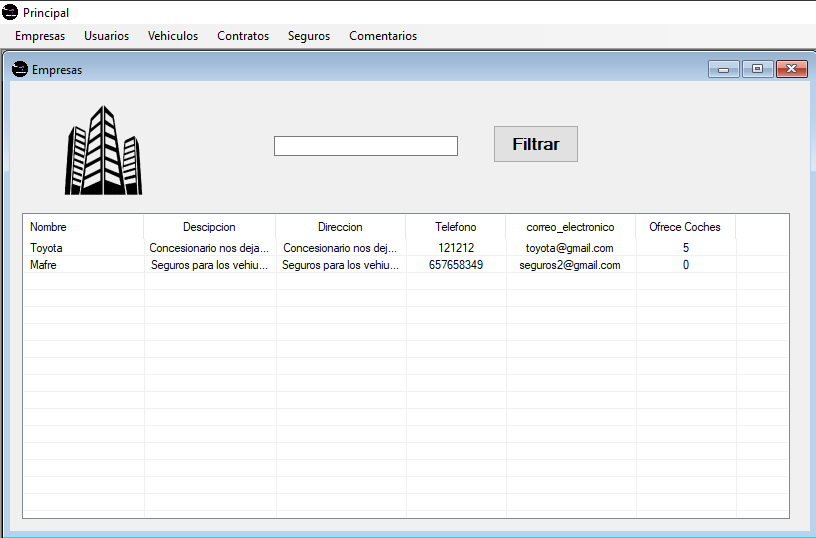 Principal
Empresas Usuarios Vehiculos Contratos Seguros Comentarios
Empresas
Filtrar
Nombre Descipcion Direccion Telefono correo_electronico Ofrece Coches
Toyota Concesionario nos deja... Concesionario nos dej... 121212 toyota@gmail.com 5
Mafre Seguros para los vehiu... Seguros para los vehiu... 657658349 seguros2@gmail.com 0